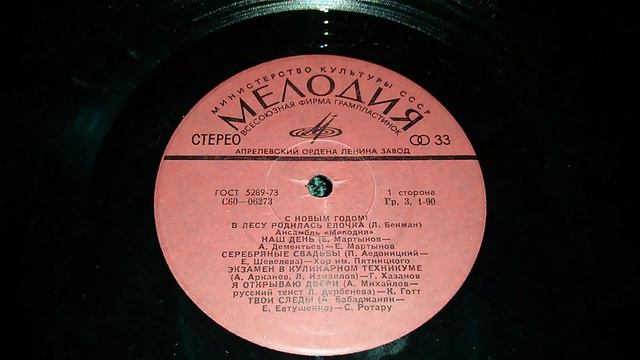 МИНИСТЕРСТВО КУЛЬТУРЫ СССР
МЕЛОДИЯ
ВСЕСОЮЗНАЯ ФИРМА ГРАМПЛАСТИНОК
СТЕРЕО 33
АПРЕЛЕВСКИЙ ОРДЕНА ЛЕНИНА ЗАВОД
ГОСТ 5289-73 1 сторона
С60—06273 Гр. 3. 1-90
С НОВЫМ ГОДОМ!
В ЛЕСУ РОДИЛАСЬ ЕЛОЧКА (Л. Бекман)
Ансамбль «Мелодия»
НАШ ДЕНЬ (Е. Мартынов—
А. Дементьев)— Е. Мартынов
СЕРЕБРЯНЫЕ СВАДЬБЫ (П. Аедоницкий—
Е. Шевелева)— Хор им. Пятницкого
ЭКЗАМЕН В КУЛИНАРНОМ ТЕХНИКУМЕ
(А. Арканов, Л. Измаилов)— Г. Хазанов
Я ОТКРЫВАЮ ДВЕРИ (А. Михайлов—
русский текст Л. Дербенева)— К. Готт
ТВОИ СЛЕДЫ (А. Бабаджанян—
Е. Евтушенко)— С. Ротару